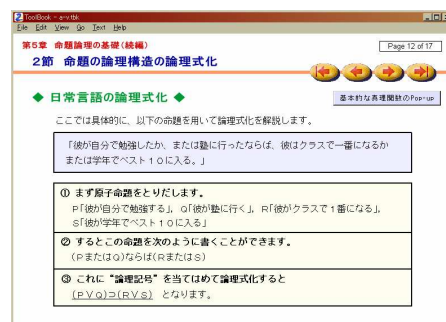 ToolBook - a-v.tbk
File Edit View Go Text Help
第5章 命題論理の基礎(続編)
Page 12 of 17
2節 命題の論理構造の論理式化
◆ 日常言語の論理式化 ◆
基本的な真理関数のPop-up
ここでは具体的に、以下の命題を用いて論理式化を解説します。
「彼が自分で勉強したか、または塾に行ったならば、彼はクラスで一番になるか
または学年でベスト10に入る。」
① まず原子命題をとりだします。
P「彼が自分で勉強する」, Q「彼が塾に行く」, R「彼がクラスで1番になる」,
S「彼が学年でベスト10に入る」
② するとこの命題を次のように書くことができます。
(PまたはQ)ならば(RまたはS)
③ これに"論理記号"を当てはめて論理式化すると
(P∨Q)⊃(R∨S) となります。